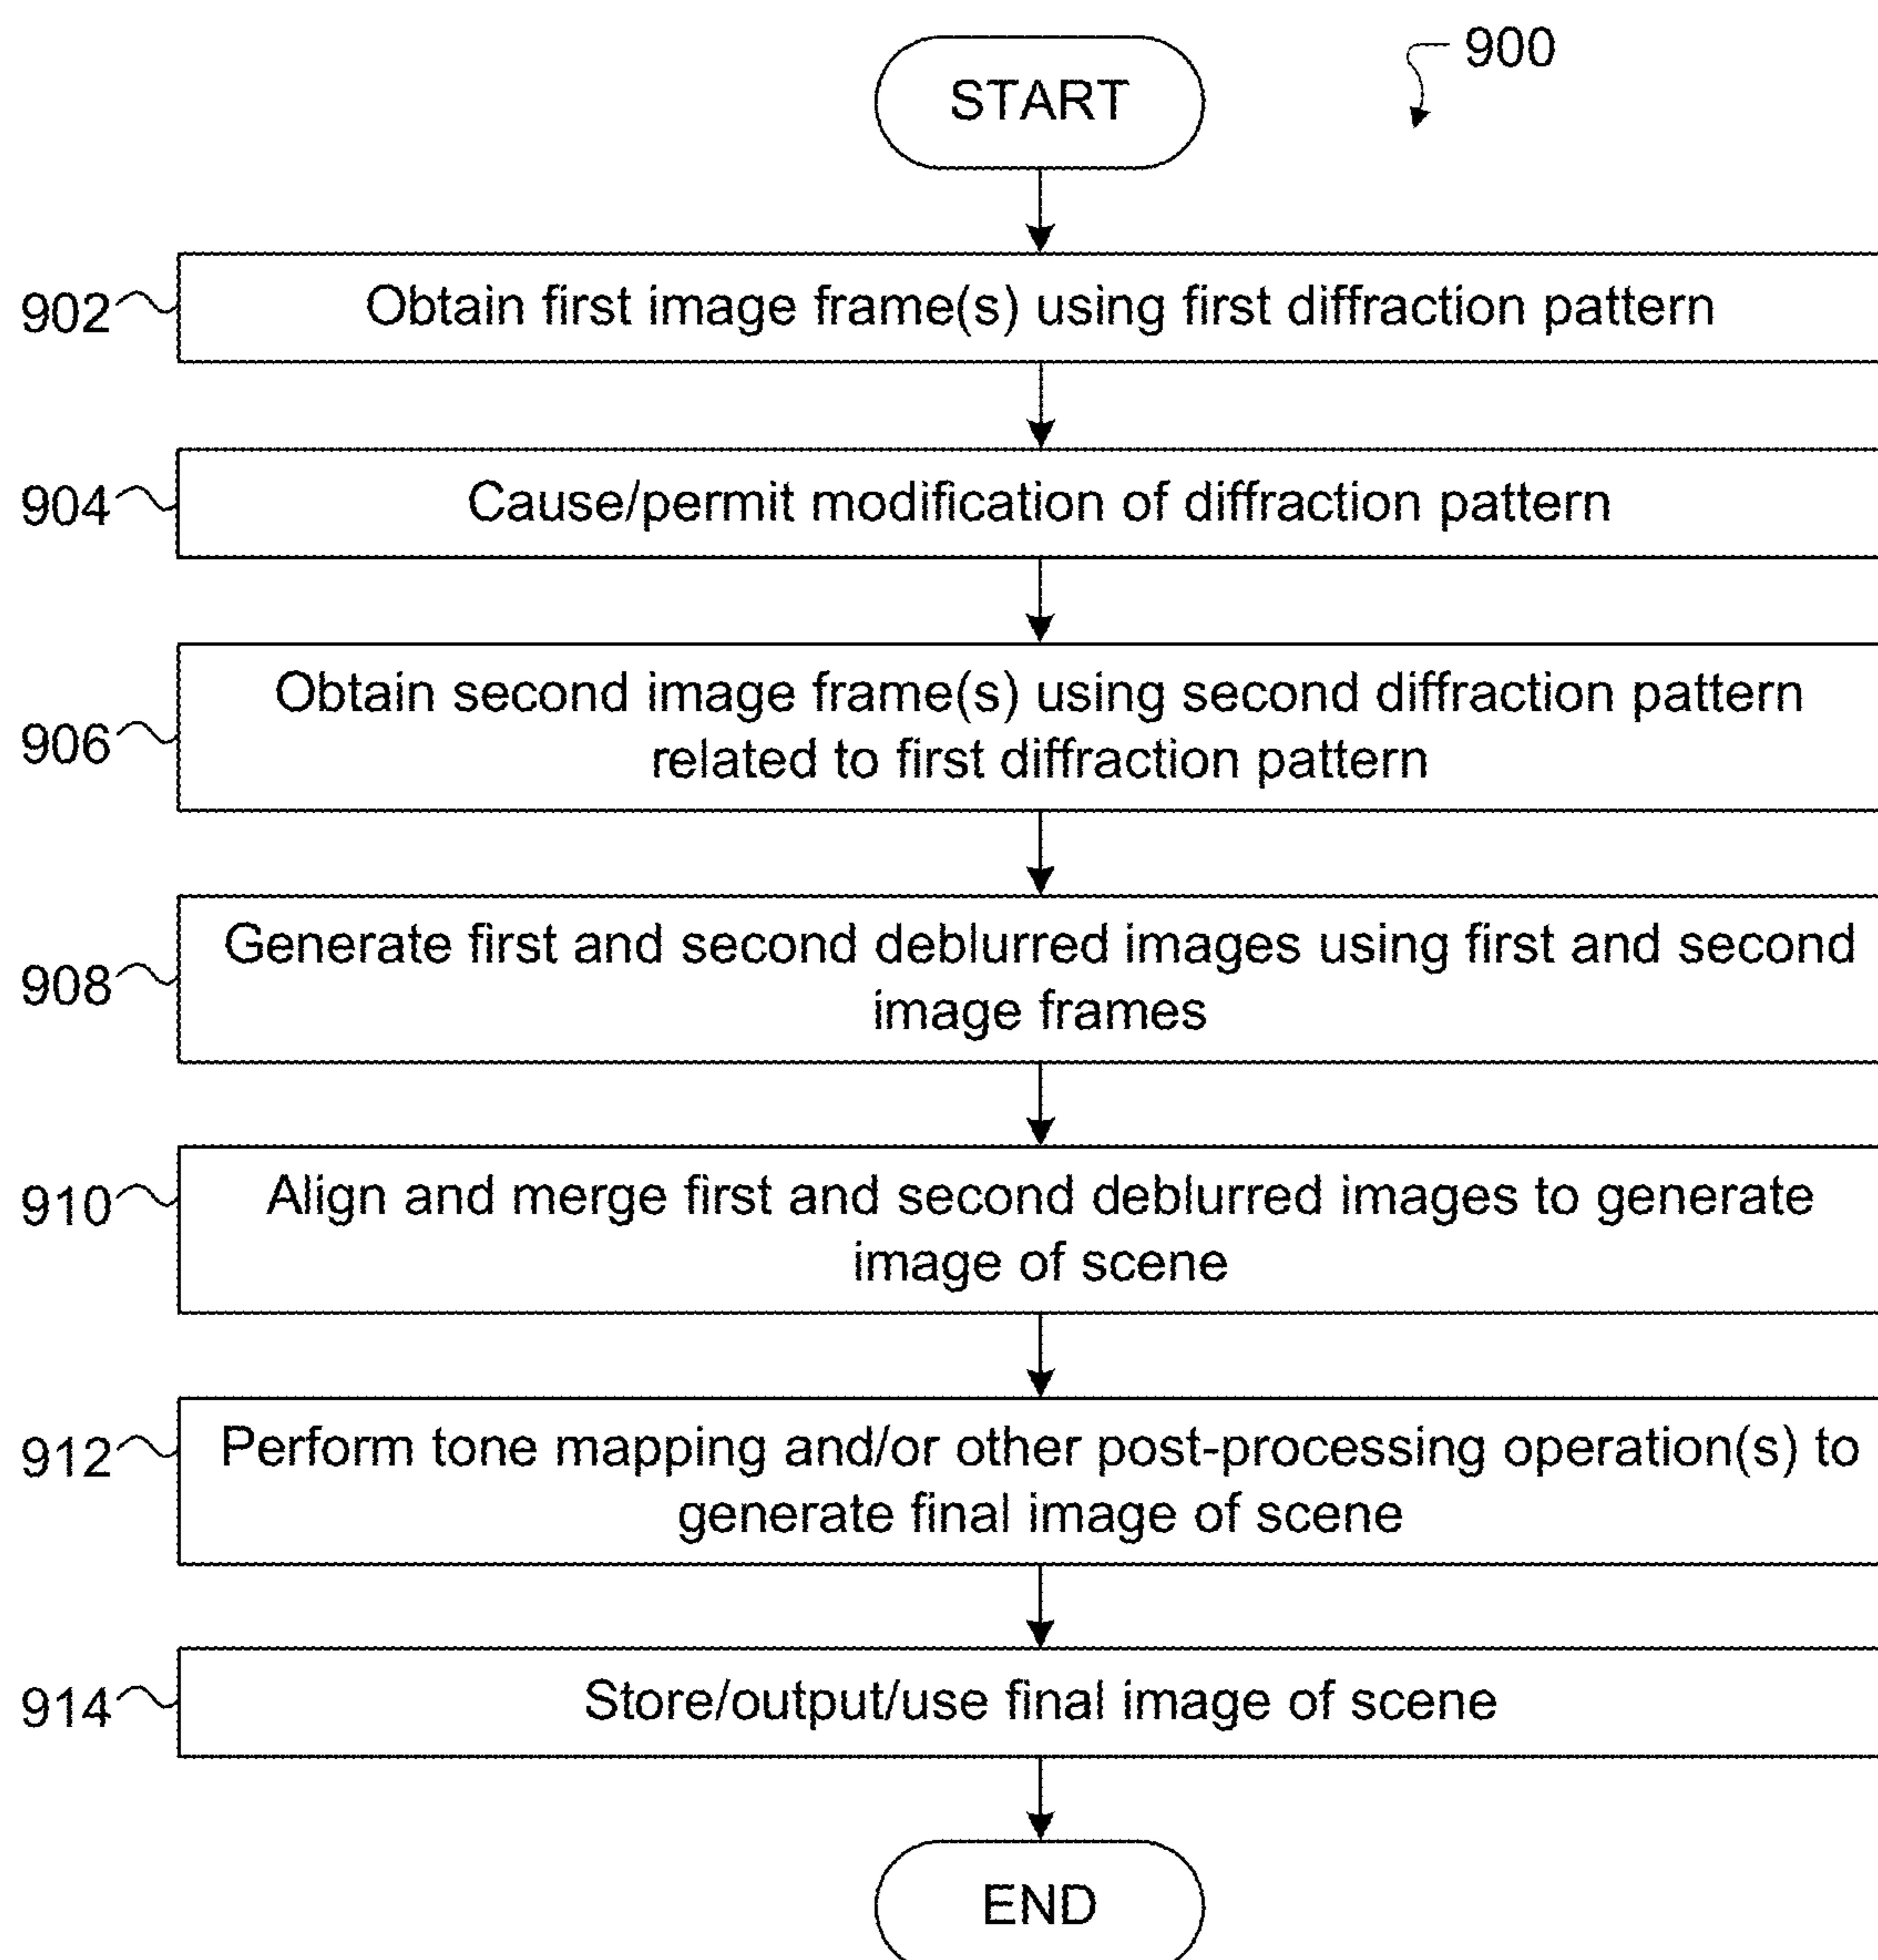 START
900
902
Obtain first image frame(s) using first diffraction pattern
904
Cause/permit modification of diffraction pattern
906
Obtain second image frame(s) using second diffraction pattern
related to first diffraction pattern
908
Generate first and second deblurred images using first and second
image frames
910
Align and merge first and second deblurred images to generate
image of scene
912
Perform tone mapping and/or other post-processing operation(s) to
generate final image of scene
914
Store/output/use final image of scene
END